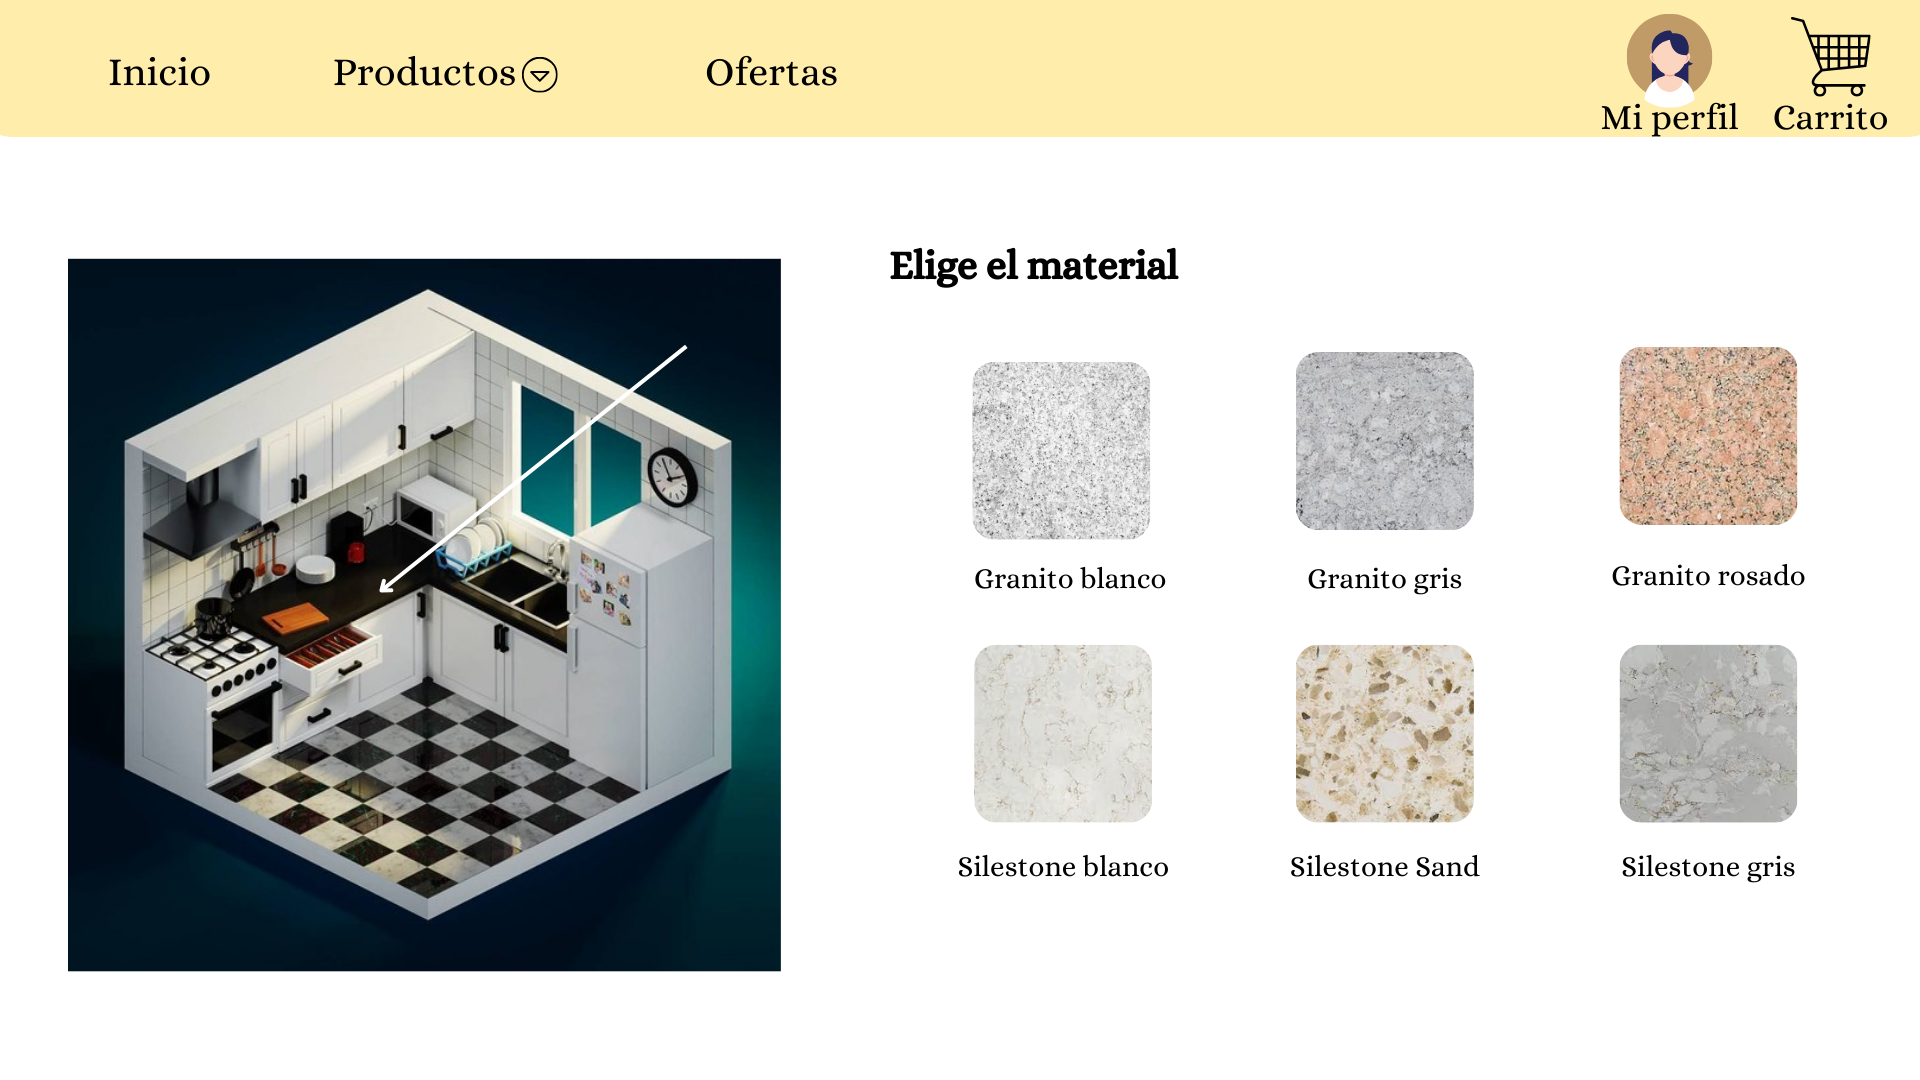 Inicio
Productos
Ofertas
Mi perfil
Carrito
Elige el material
Granito blanco
Granito gris
Granito rosado
Silestone blanco
Silestone Sand
Silestone gris